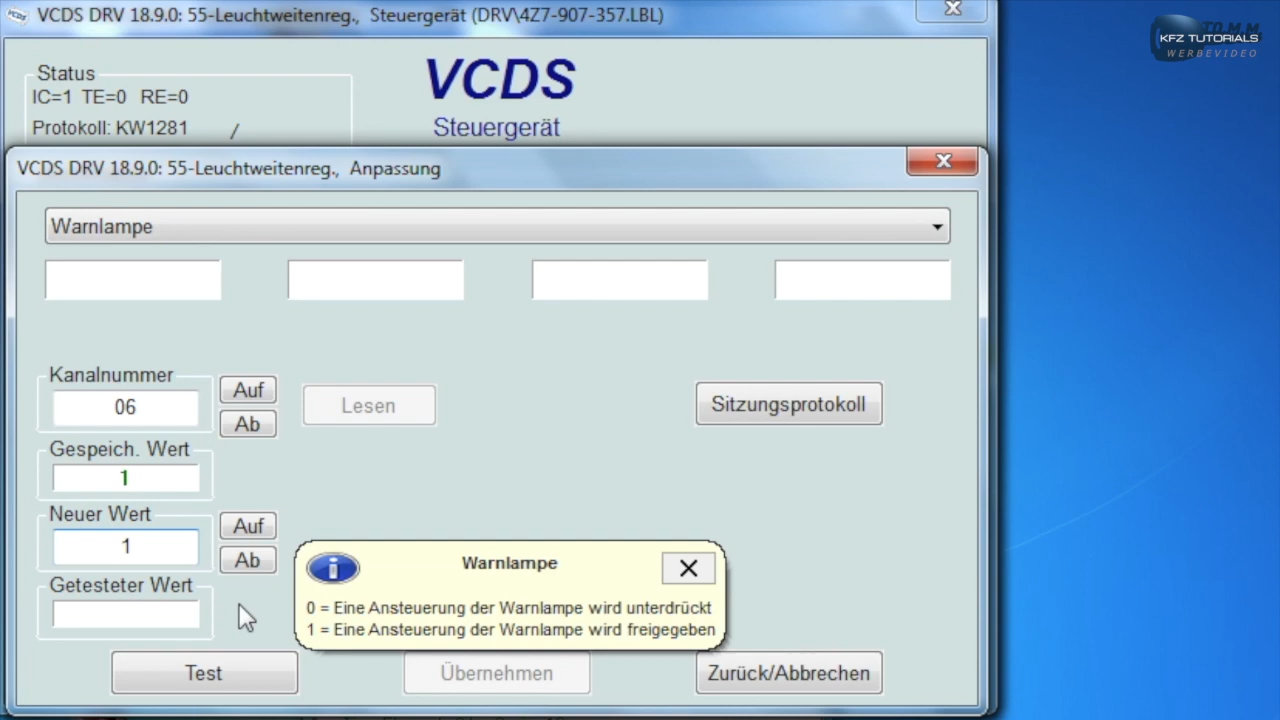 VCDS DRV 18.9.0: 55-Leuchtweitenreg., Steuergerät (DRV\4Z7-907-357.LBL)
KFZ TUTORIALS
WERBEVIDEO
Status
IC=1 TE=0 RE=0
Protokoll: KW1281 /
VCDS
Steuergerät
VCDS DRV 18.9.0: 55-Leuchtweitenreg., Anpassung
Warnlampe
Kanalnummer
06
Auf
Ab
Lesen
Sitzungsprotokoll
Gespeich. Wert
1
Neuer Wert
1
Auf
Ab
Getesteter Wert
Warnlampe
0 = Eine Ansteuerung der Warnlampe wird unterdrückt
1 = Eine Ansteuerung der Warnlampe wird freigegeben
Test
Übernehmen
Zurück/Abbrechen